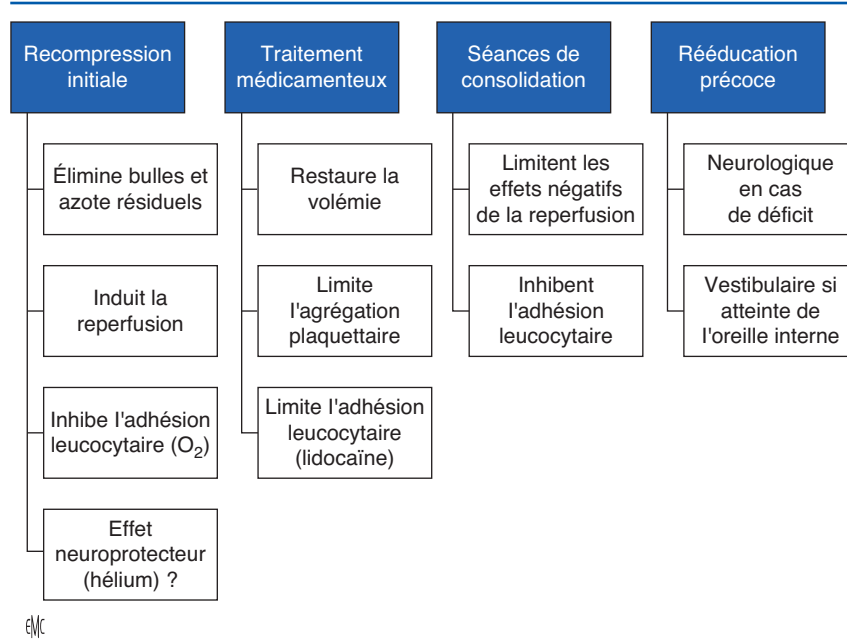 Recompression
initiale
Élimine bulles et
azote résiduels
Induit la
reperfusion
Inhibe l'adhésion
leucocytaire (O₂)
Effet
neuroprotecteur
(hélium) ?
Traitement
médicamenteux
Restaure la
volémie
Limite
l'agrégation
plaquettaire
Limite l'adhésion
leucocytaire
(lidocaïne)
Séances de
consolidation
Limitent les
effets négatifs
de la reperfusion
Inhibent
l'adhésion
leucocytaire
Rééducation
précoce
Neurologique
en cas
de déficit
Vestibulaire si
atteinte de
l'oreille interne
EMC